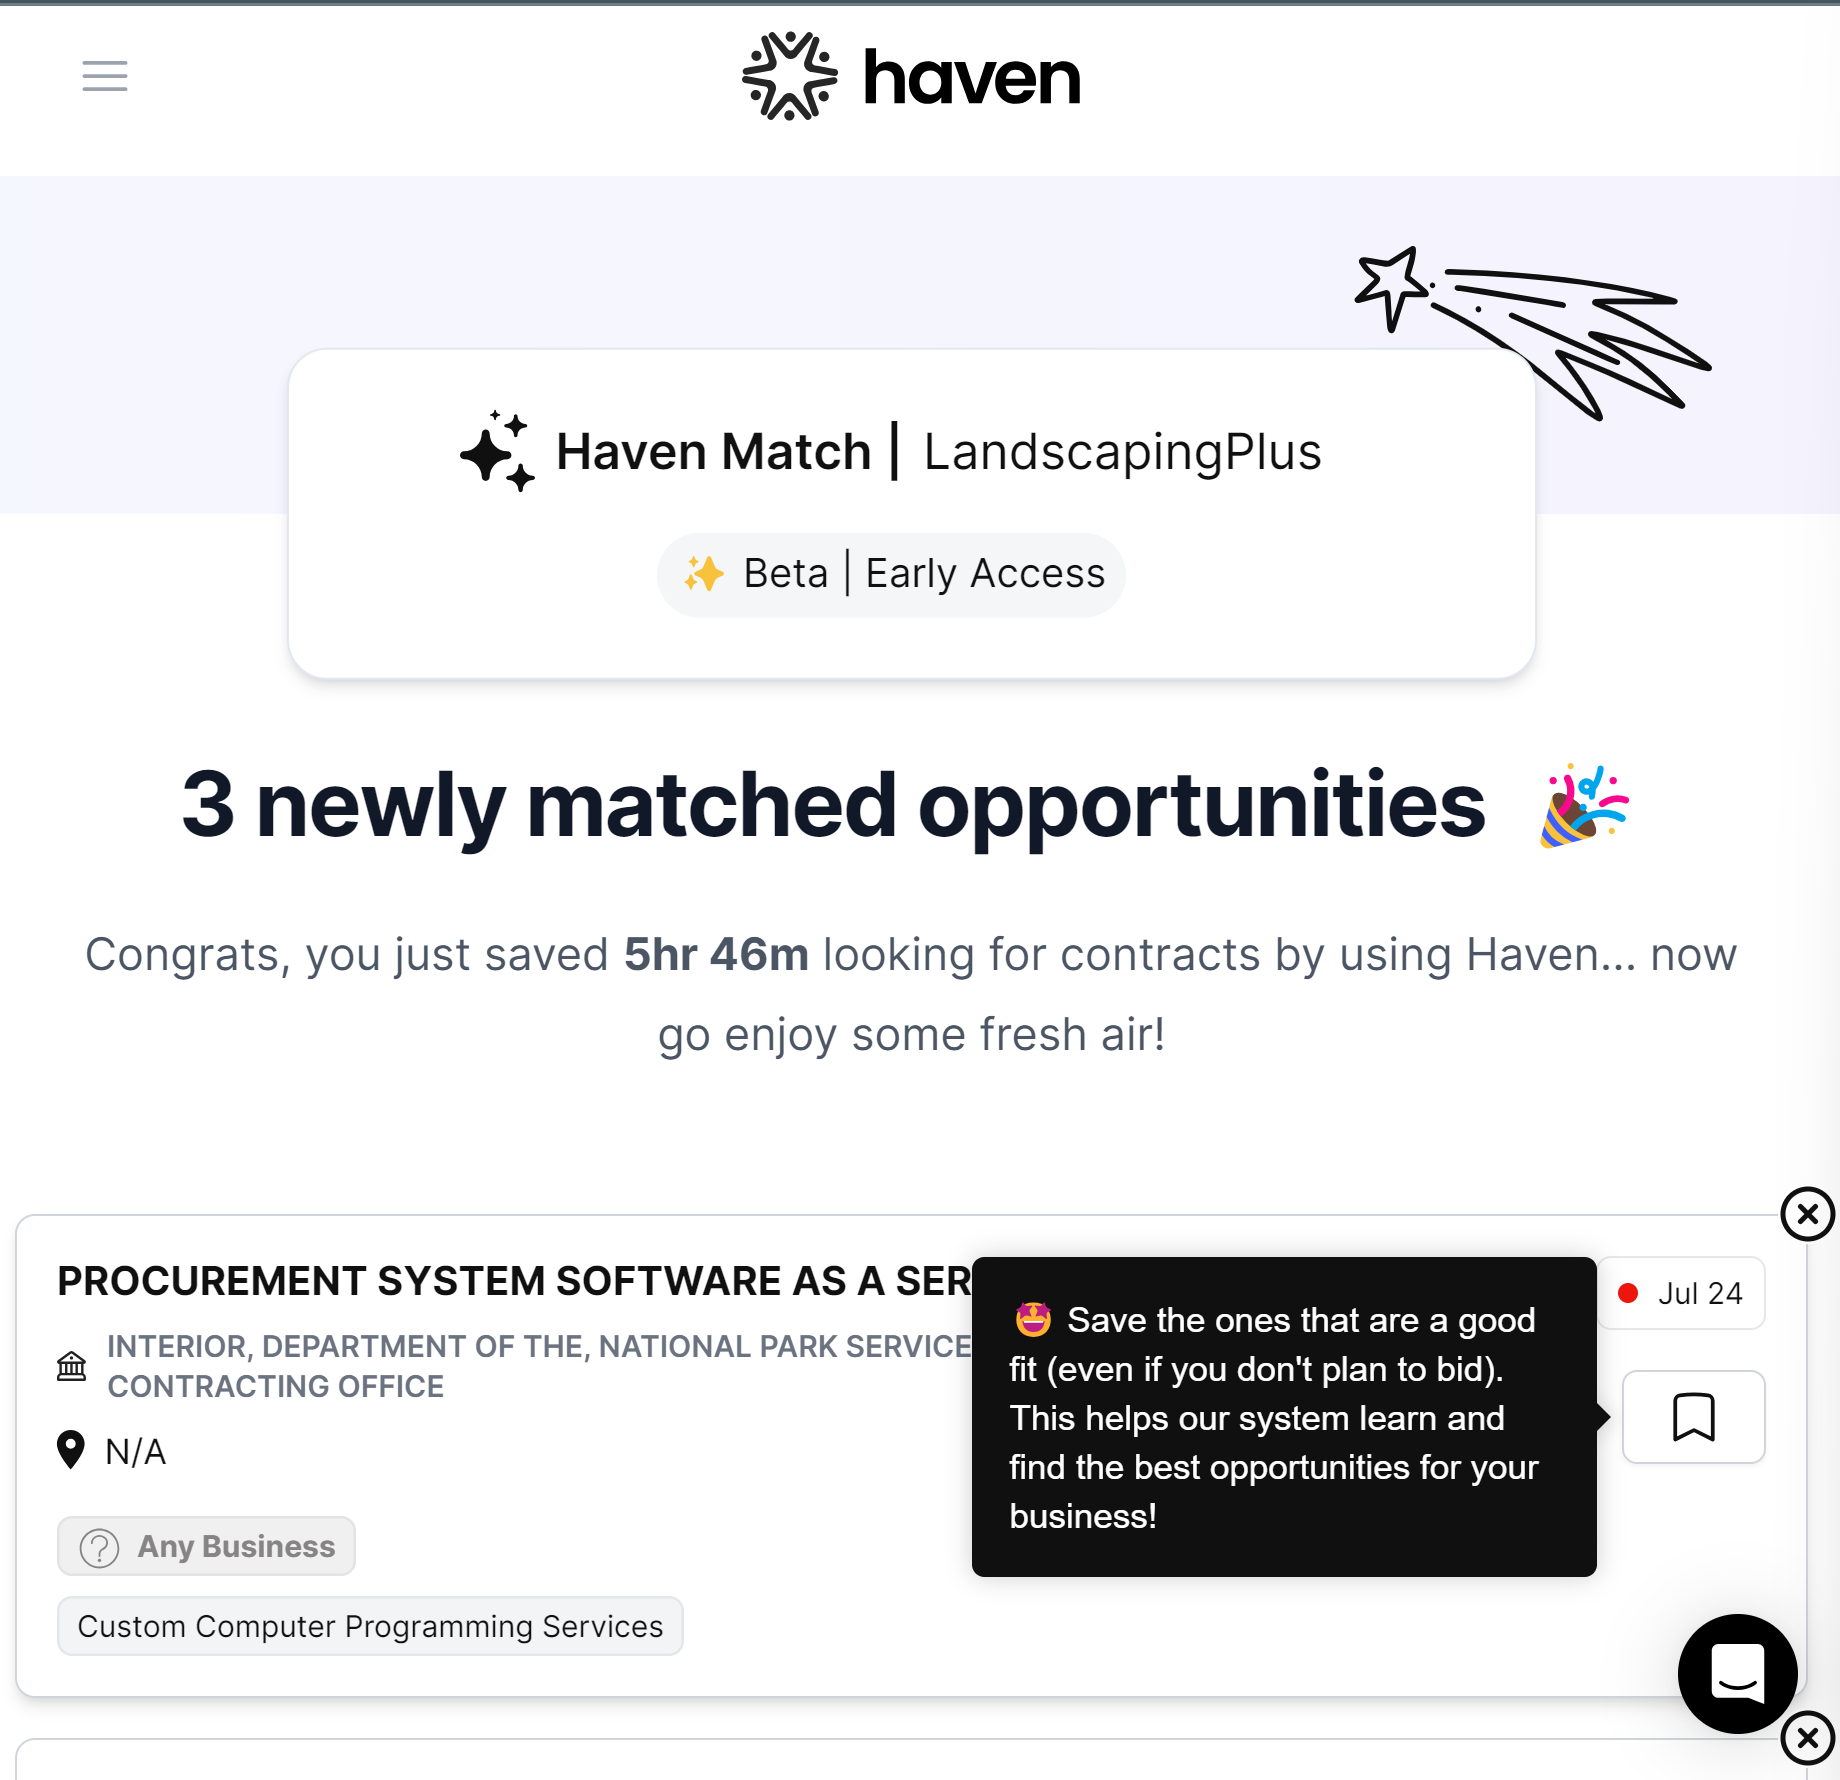 haven
Haven Match | LandscapingPlus
✨ Beta | Early Access
3 newly matched opportunities 🎉
Congrats, you just saved 5hr 46m looking for contracts by using Haven... now
go enjoy some fresh air!
PROCUREMENT SYSTEM SOFTWARE AS A SER
INTERIOR, DEPARTMENT OF THE, NATIONAL PARK SERVICE
CONTRACTING OFFICE
N/A
Any Business
Custom Computer Programming Services
🤩 Save the ones that are a good
fit (even if you don't plan to bid).
This helps our system learn and
find the best opportunities for your
business!
Jul 24